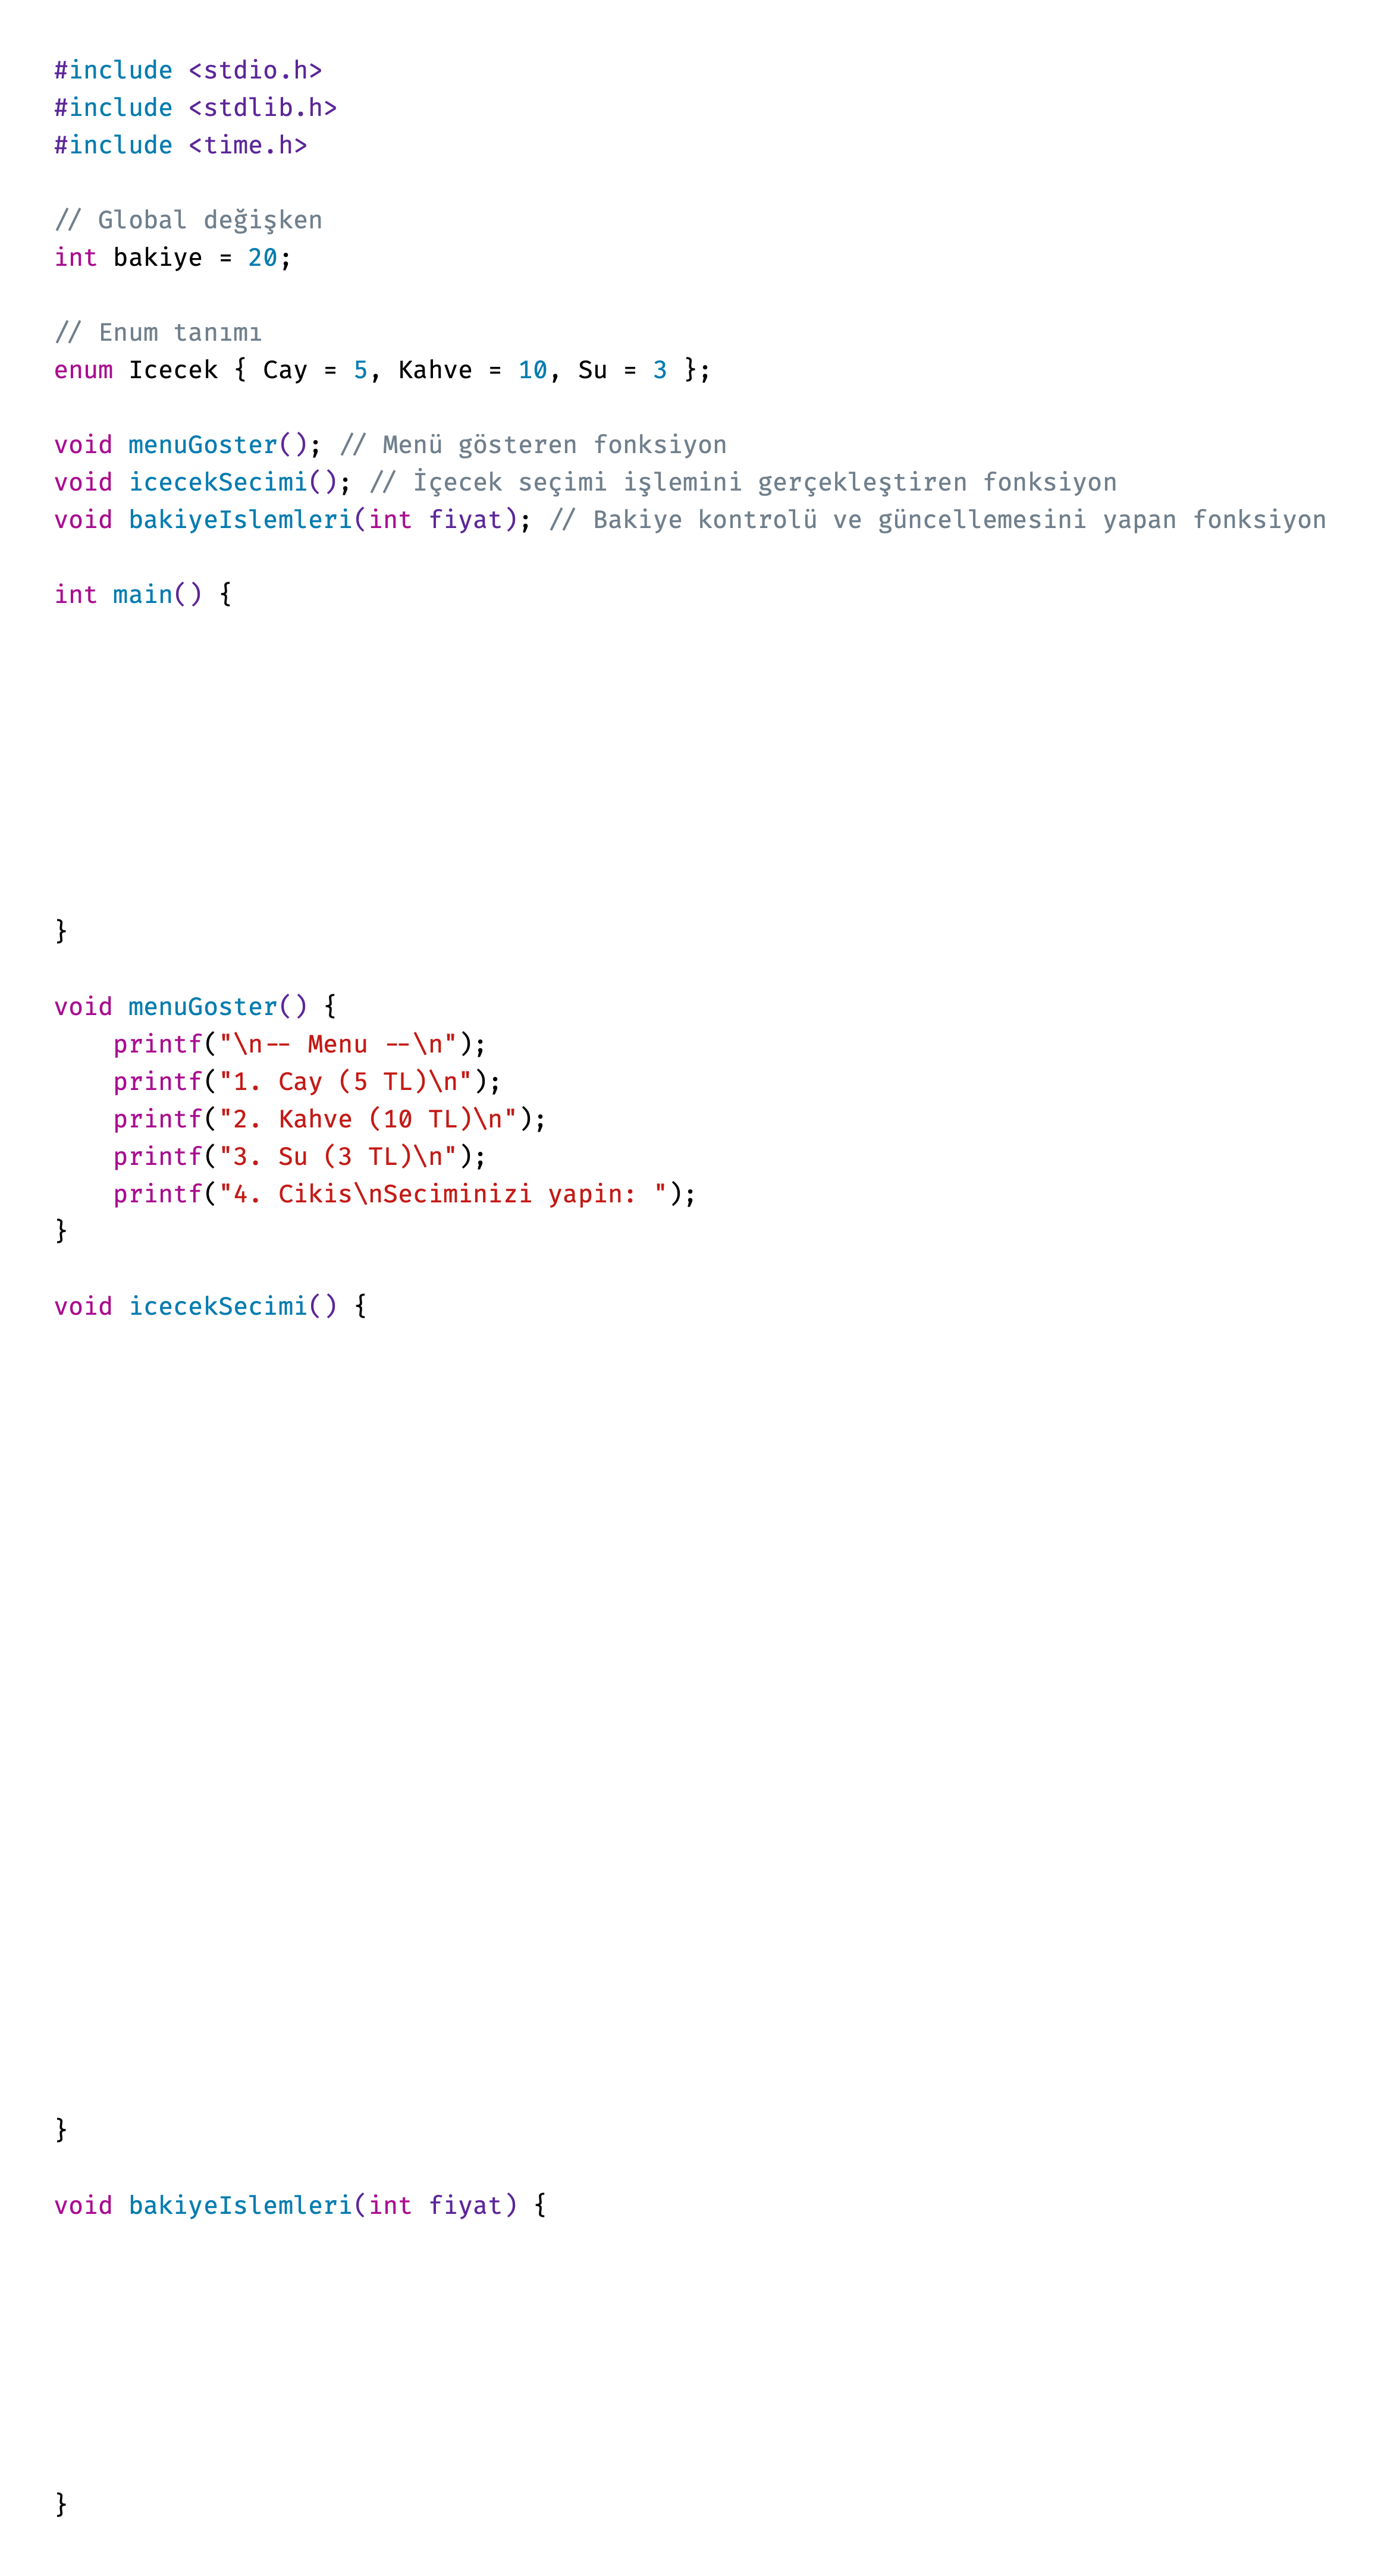 #include <stdio.h>
#include <stdlib.h>
#include <time.h>
// Global değişken
int bakiye = 20;
// Enum tanımı
enum Icecek { Cay = 5, Kahve = 10, Su = 3 };
void menuGoster(); // Menü gösteren fonksiyon
void icecekSecimi(); // İçecek seçimi işlemini gerçekleştiren fonksiyon
void bakiyeIslemleri(int fiyat); // Bakiye kontrolü ve güncellemesini yapan fonksiyon
int main() {
}
void menuGoster() {
    printf("\n-- Menu --\n");
    printf("1. Cay (5 TL)\n");
    printf("2. Kahve (10 TL)\n");
    printf("3. Su (3 TL)\n");
    printf("4. Cikis\nSeciminizi yapin: ");
}
void icecekSecimi() {
}
void bakiyeIslemleri(int fiyat) {
}